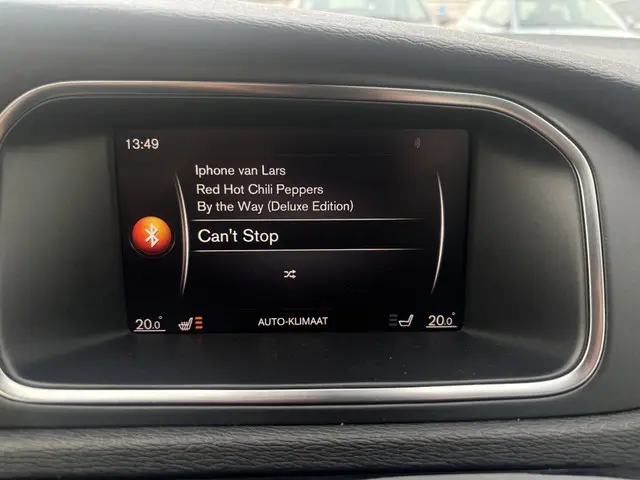 13:49
Iphone van Lars
Red Hot Chili Peppers
By the Way (Deluxe Edition)
Can't Stop
20.0° AUTO-KLIMAAT 20.0°